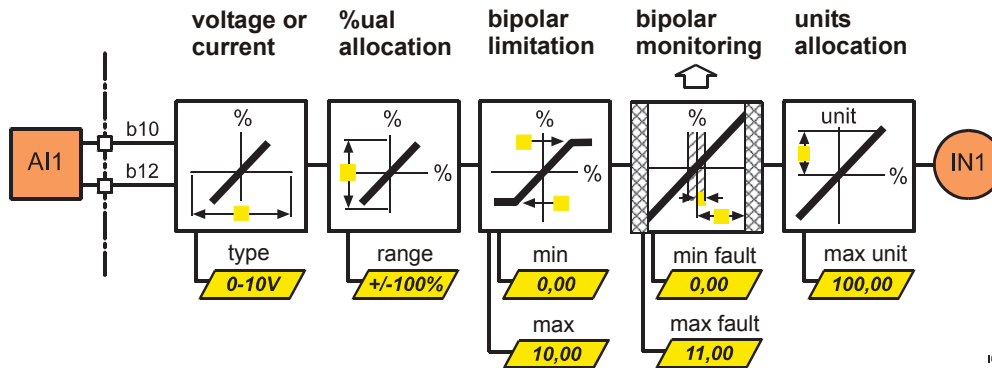 voltage or
current
%ual
allocation
bipolar
limitation
bipolar
monitoring
units
allocation
AI1
b10
b12
%
%
%
%
%
%
unit
%
IN1
type
0-10V
range
+/-100%
min
0,00
max
10,00
min fault
0,00
max fault
11,00
max unit
100,00